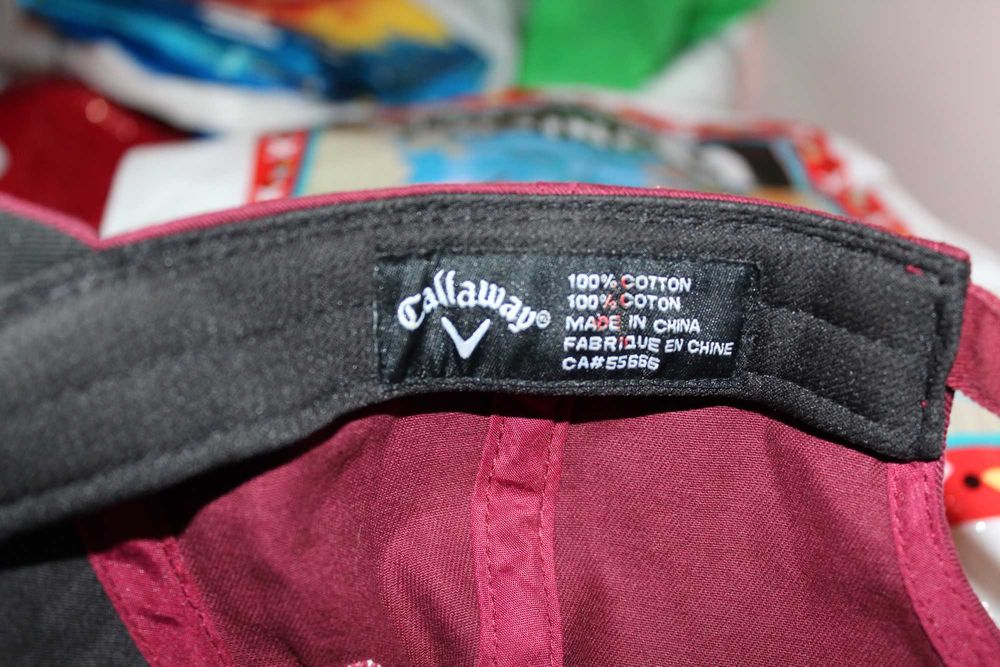 Callaway®
100% COTTON
100% COTON
MADE IN CHINA
FABRIQUE EN CHINE
CA#55666